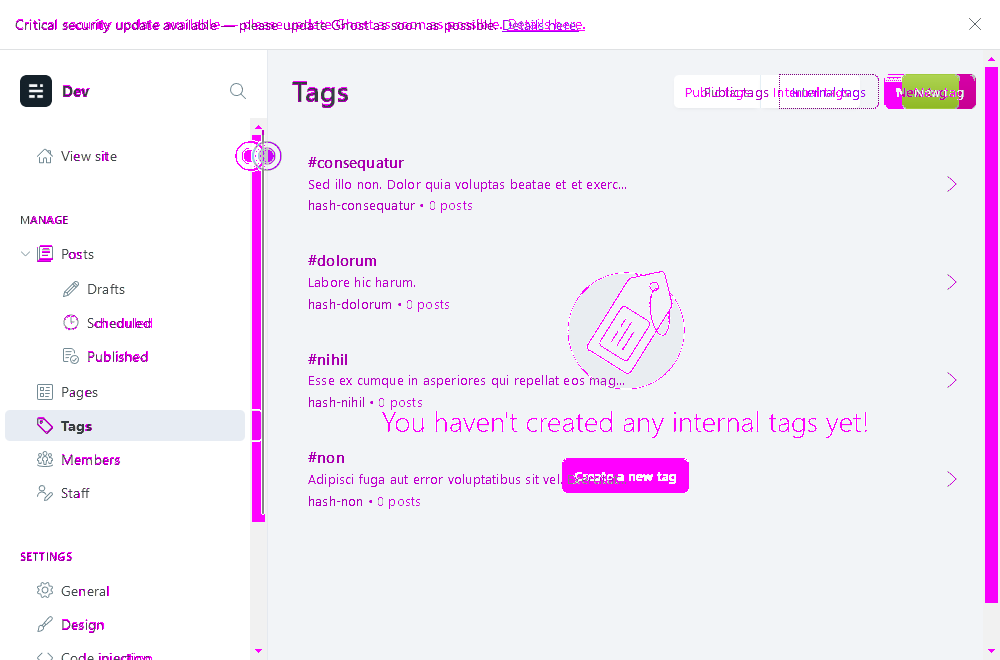 Critical security update available — please update Ghost as soon as possible. Details here.
Dev
Tags
Public tags Internal tags
New tag
View site
#consequatur
Sed illo non. Dolor quia voluptas beatae et et exerc...
hash-consequatur • 0 posts
MANAGE
Posts
#dolorum
Drafts
Labore hic harum.
hash-dolorum • 0 posts
Scheduled
Published
#nihil
Esse ex cumque in asperiores qui repellat eos mag...
Pages
hash-nihil • 0 posts
Tags
You haven't created any internal tags yet!
Members
#non
Adipisci fuga aut error voluptatibus sit vel.
Create a new tag
Staff
hash-non • 0 posts
SETTINGS
General
Design
Code injection